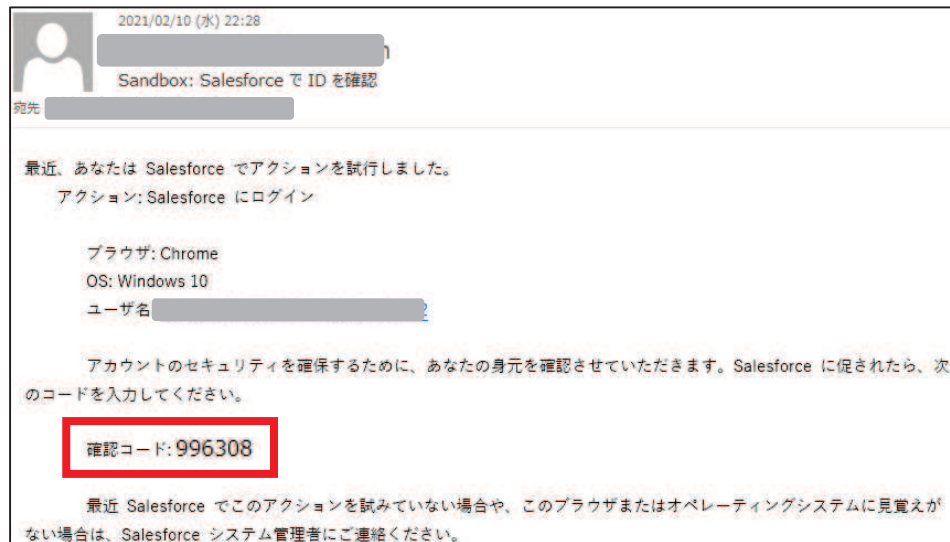 2021/02/10 (水) 22:28
Sandbox: Salesforce で ID を確認
宛先
最近、あなたは Salesforce でアクションを試行しました。
アクション: Salesforce にログイン
ブラウザ: Chrome
OS: Windows 10
ユーザ名
アカウントのセキュリティを確保するために、あなたの身元を確認させていただきます。Salesforce に促されたら、次
のコードを入力してください。
確認コード: 996308
最近 Salesforce でこのアクションを試みていない場合や、このブラウザまたはオペレーティングシステムに見覚えが
ない場合は、Salesforce システム管理者にご連絡ください。